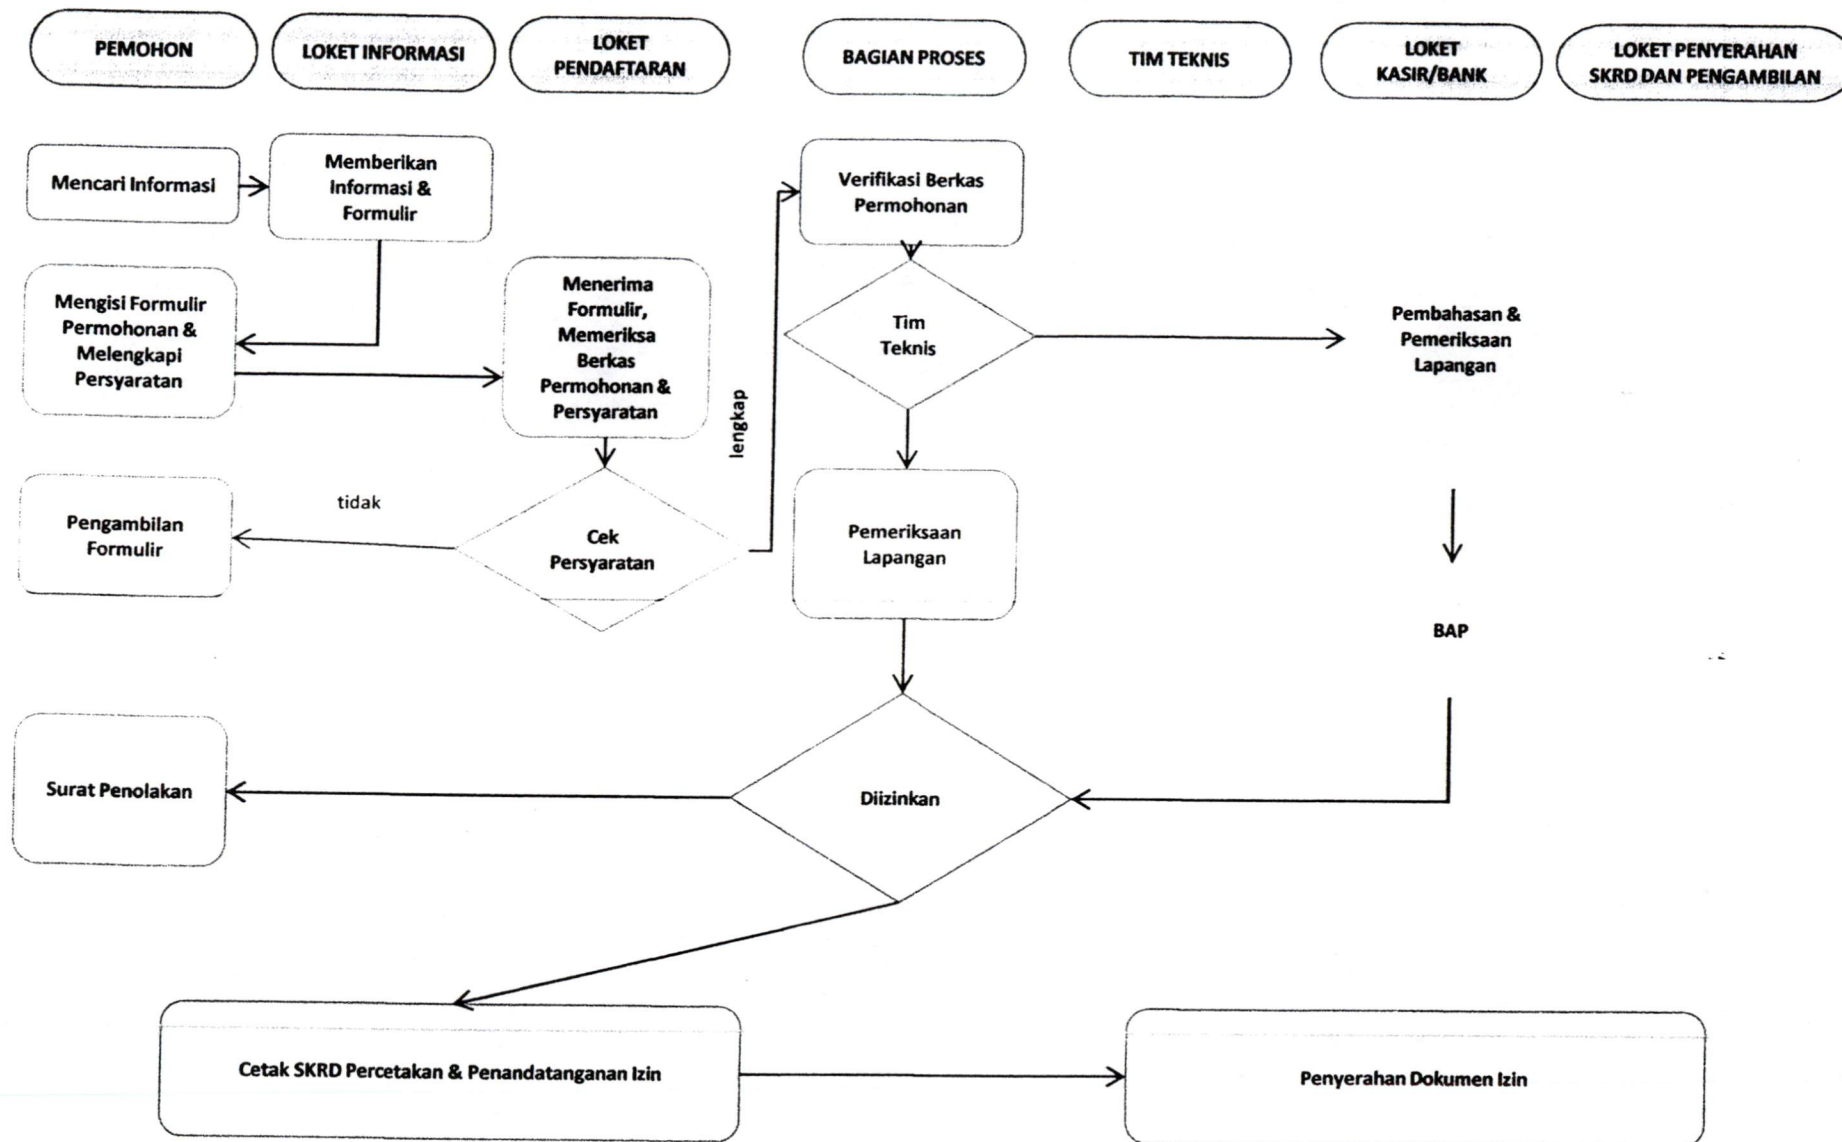 PEMOHON
LOKET INFORMASI
LOKET
PENDAFTARAN
BAGIAN PROSES
TIM TEKNIS
LOKET
KASIR/BANK
LOKET PENYERAHAN
SKRD DAN PENGAMBILAN
Mencari Informasi
Memberikan
Informasi &
Formulir
Verifikasi Berkas
Permohonan
Mengisi Formulir
Permohonan &
Melengkapi
Persyaratan
Menerima
Formulir,
Memeriksa
Berkas
Permohonan &
Persyaratan
lengkap
Tim
Teknis
Pembahasan &
Pemeriksaan
Lapangan
Pengambilan
Formulir
tidak
Cek
Persyaratan
Pemeriksaan
Lapangan
BAP
Surat Penolakan
Diizinkan
Cetak SKRD Percetakan & Penandatanganan Izin
Penyerahan Dokumen Izin